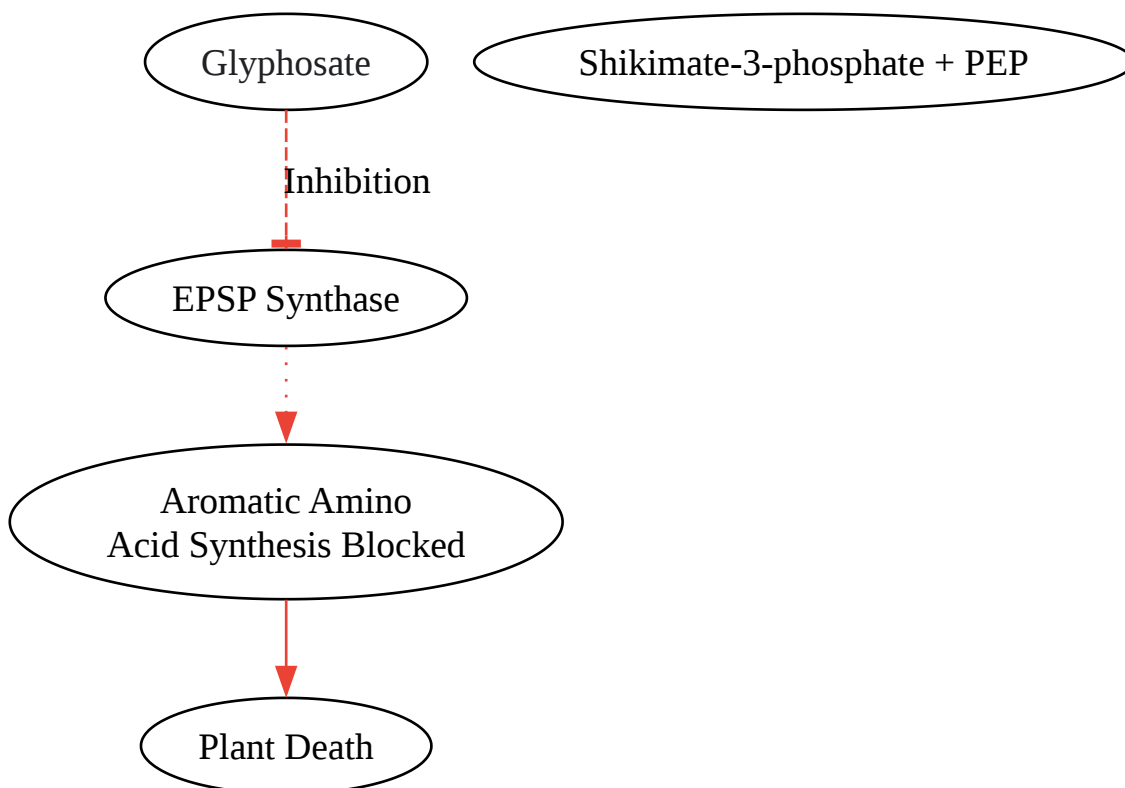 Glyphosate
Shikimate-3-phosphate + PEP
Inhibition
EPSP Synthase
Aromatic Amino
Acid Synthesis Blocked
Plant Death